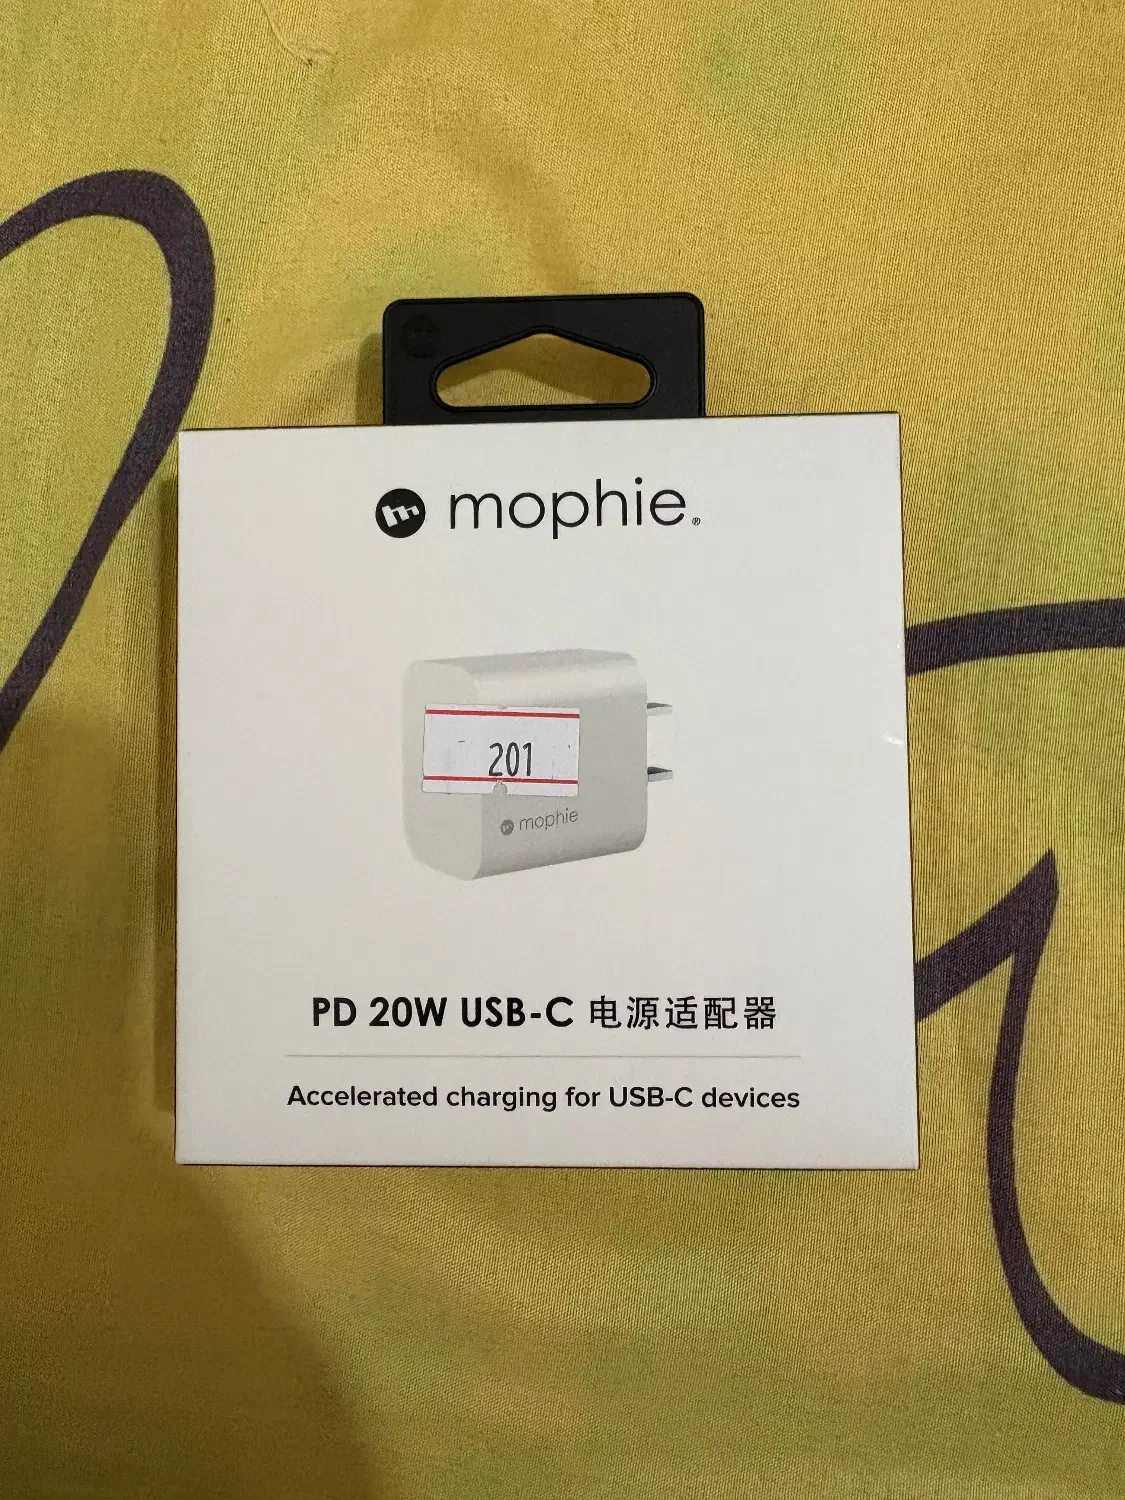 mophie®
201
mophie
PD 20W USB-C 电源适配器
Accelerated charging for USB-C devices